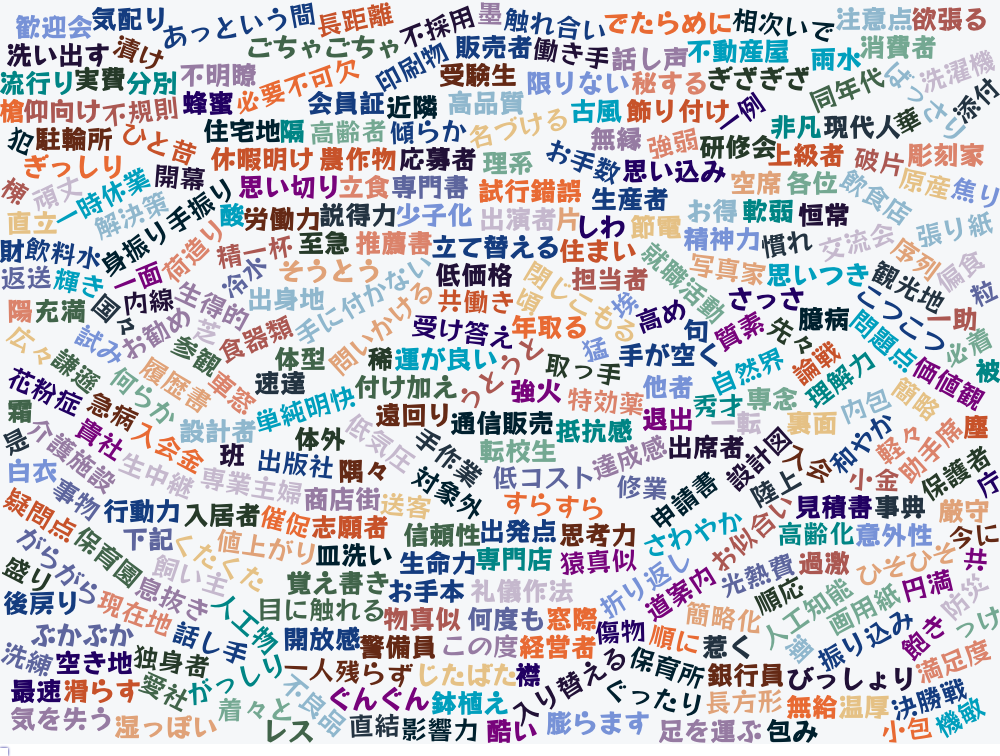 歓迎会 気配り あっという間 長距離 不採用 墨 触れ合い でたらめに 相次いで 注意点 欲張る
洗い出す 漬け ごちゃごちゃ 印刷物 販売者 働き手 話し声 不動産屋 雨水 消費者
流行り 実費 分別 不明瞭 必要不可欠 受験生 限りない 秘する ぎざぎざ 同年代 あっさり 洗濯機
槍 仰向け 不規則 蜂蜜 会員証 近隣 高品質 古風 飾り付け 一例 添付
犯 駐輪所 ひと昔 住宅地 隔 高齢者 傾らか 名づける 無縁 強弱 研修会 非凡 現代人 華
ぎっしり 休暇明け 農作物 応募者 理系 お手数 思い込み 上級者 破片 彫刻家
棟 頑丈 一時休業 開幕 思い切り 立食 専門書 試行錯誤 生産者 空席 各位 飲食店 原産 焦り
直立 解決策 身振り手振り 酸 労働力 説得力 少子化 出演者 片 しわ 節電 お得 軟弱 恒常 張り紙
財 飲料水 荷造り 精一杯 至急 推薦書 立て替える 住まい 精神力 慣れ 交流会 序列 偏食
返送 輝き 一面 冷水 そうとう 手に付かない 低価格 閉じこもる 担当者 就職活動 写真家 思いつき 観光地 粒
陽 充満 国々 内線 生得的 出身地 問いかける 共働き 頃 埃 高め さっさ 臆病 こつこつ 一助
広々 試み お勧め 芝 食器類 受け答え 年取る 句 質素 先々 問題点 必着
謙遜 参観 体型 稀 運が良い うとうと 取っ手 猛 手が空く 自然界 論戦 理解力 価値観 被
花粉症 何らか 履歴書 車窓 速達 付け加え 強火 特効薬 他者 秀才 専念 簡略
霜 急病 単純明快 遠回り 通信販売 抵抗感 退出 一転 裏面 内包 塵
是 介護施設 貴社 入会金 設計者 班 体外 低気圧 手作業 転校生 達成感 出席者 設計図 入会 和やか 軽々 助手席
白衣 生中継 専業主婦 出版社 隅々 対象外 低コスト 修業 申請書 陸上 小金 保護者 庁
疑問点 事物 行動力 入居者 商店街 送客 すらすら 見積書 事典 厳守
下記 催促 志願者 信頼性 出発点 思考力 さわやか お似合い 高齢化 意外性 今に
がらがら 保育園 くたくた 値上がり 皿洗い 生命力 専門店 猿真似 折り返し 道案内 光熱費 過激 ひそひそ 共
盛り 息抜き 飼い主 覚え書き お手本 礼儀作法 順応 円満 防災
後戻り 現在地 人工芻 目に触れる 物真似 何度も 窓際 傷物 簡略化 人工知能 画用紙 っけ
ぶかぶか 話し手 開放感 警備員 この度 経営者 順に 惹く 振り込み 飽き
洗練 空き地 独身者 がっしり 一人残らず じたばた 襟 入り替える 保育所 銀行員 びっしょり 満足度
最速 滑らす 愛社 着々と 不良品 ぐんぐん 鉢植え ぐったり 長方形 無給 温厚 決勝戦
気を失う 湿っぽい レス 直結 影響力 酷い 膨らます 足を運ぶ 包み 小包 機敏